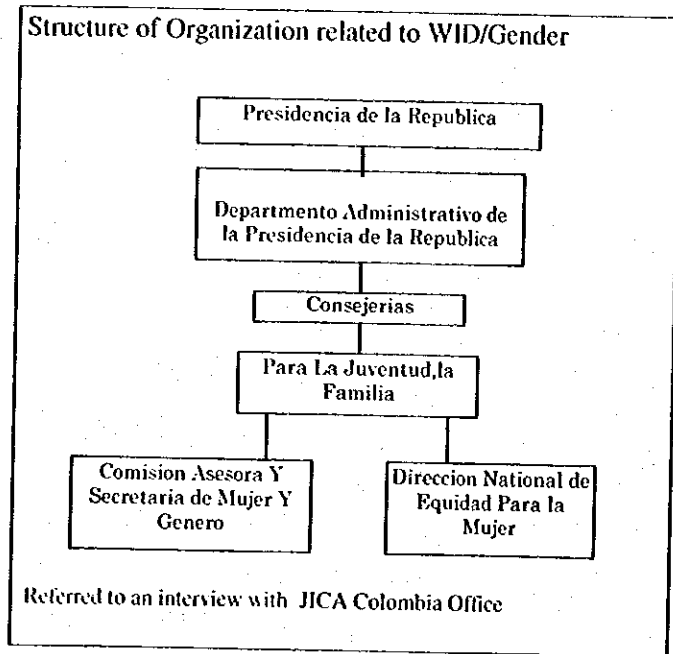 Structure of Organization related to WID/Gender
Presidencia de la Republica
Departmento Administrativo de
la Presidencia de la Republica
Consejerias
Para La Juventud,la
Familia
Comision Asesora Y
Secretaria de Mujer Y
Genero
Direccion National de
Equidad Para la
Mujer
Referred to an interview with JICA Colombia Office